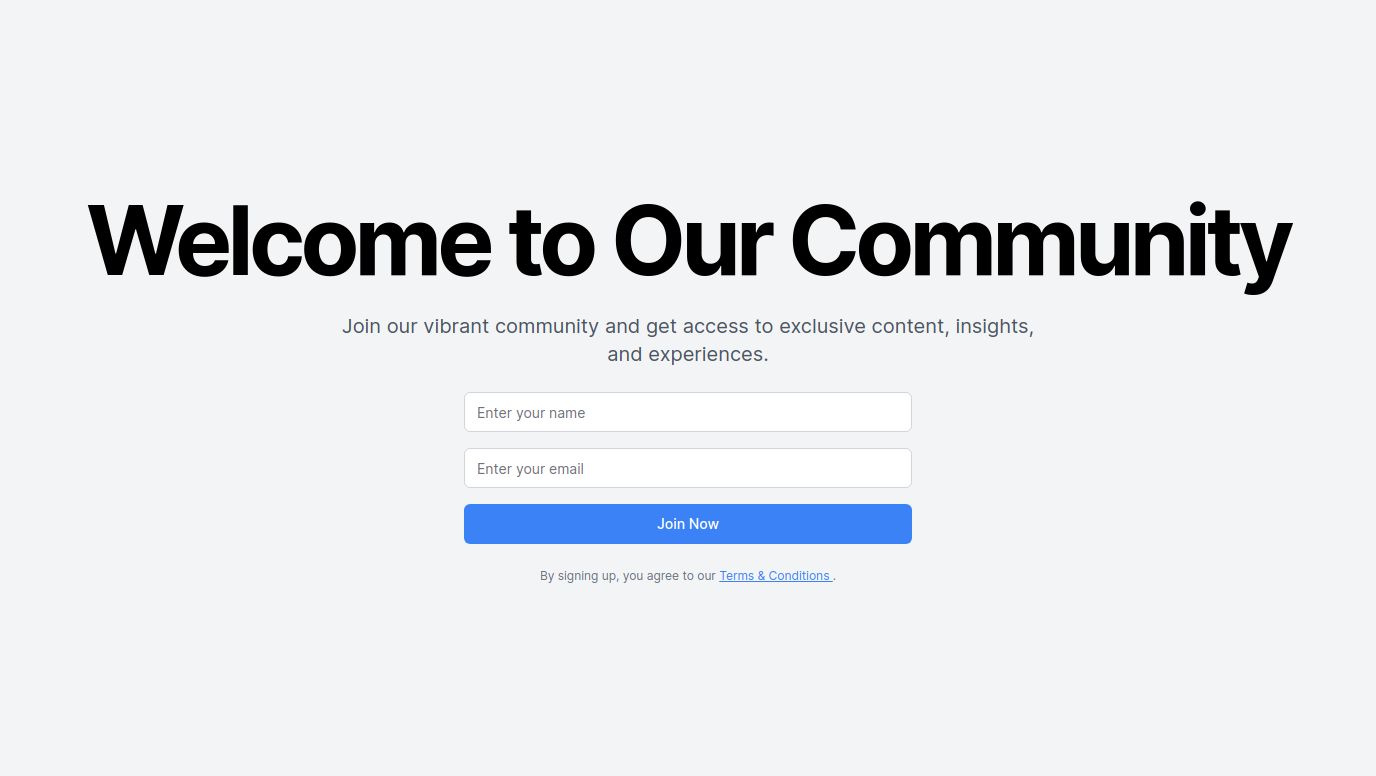 Welcome to Our Community
Join our vibrant community and get access to exclusive content, insights,
and experiences.
Enter your name
Enter your email
Join Now
By signing up, you agree to our Terms & Conditions .